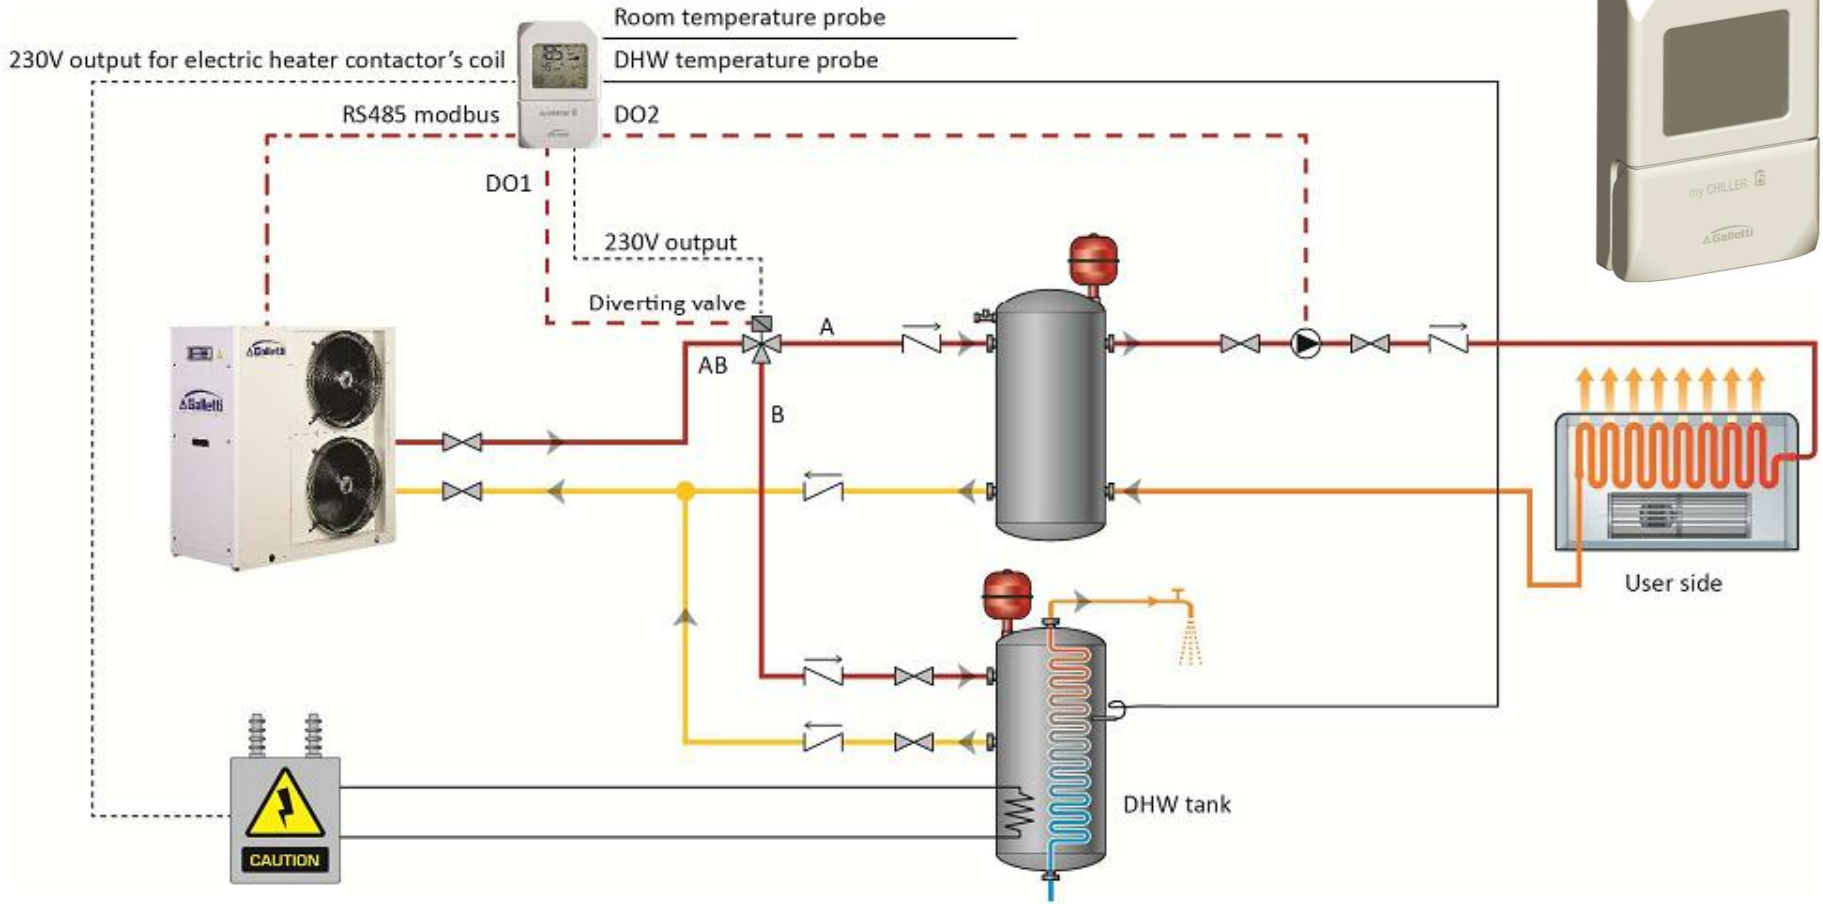 Room temperature probe
230V output for electric heater contactor's coil
DHW temperature probe
RS485 modbus
DO2
DO1
my CHILLER
Galletti
230V output
Diverting valve
A
AB
B
Galletti
Galletti
User side
DHW tank
CAUTION